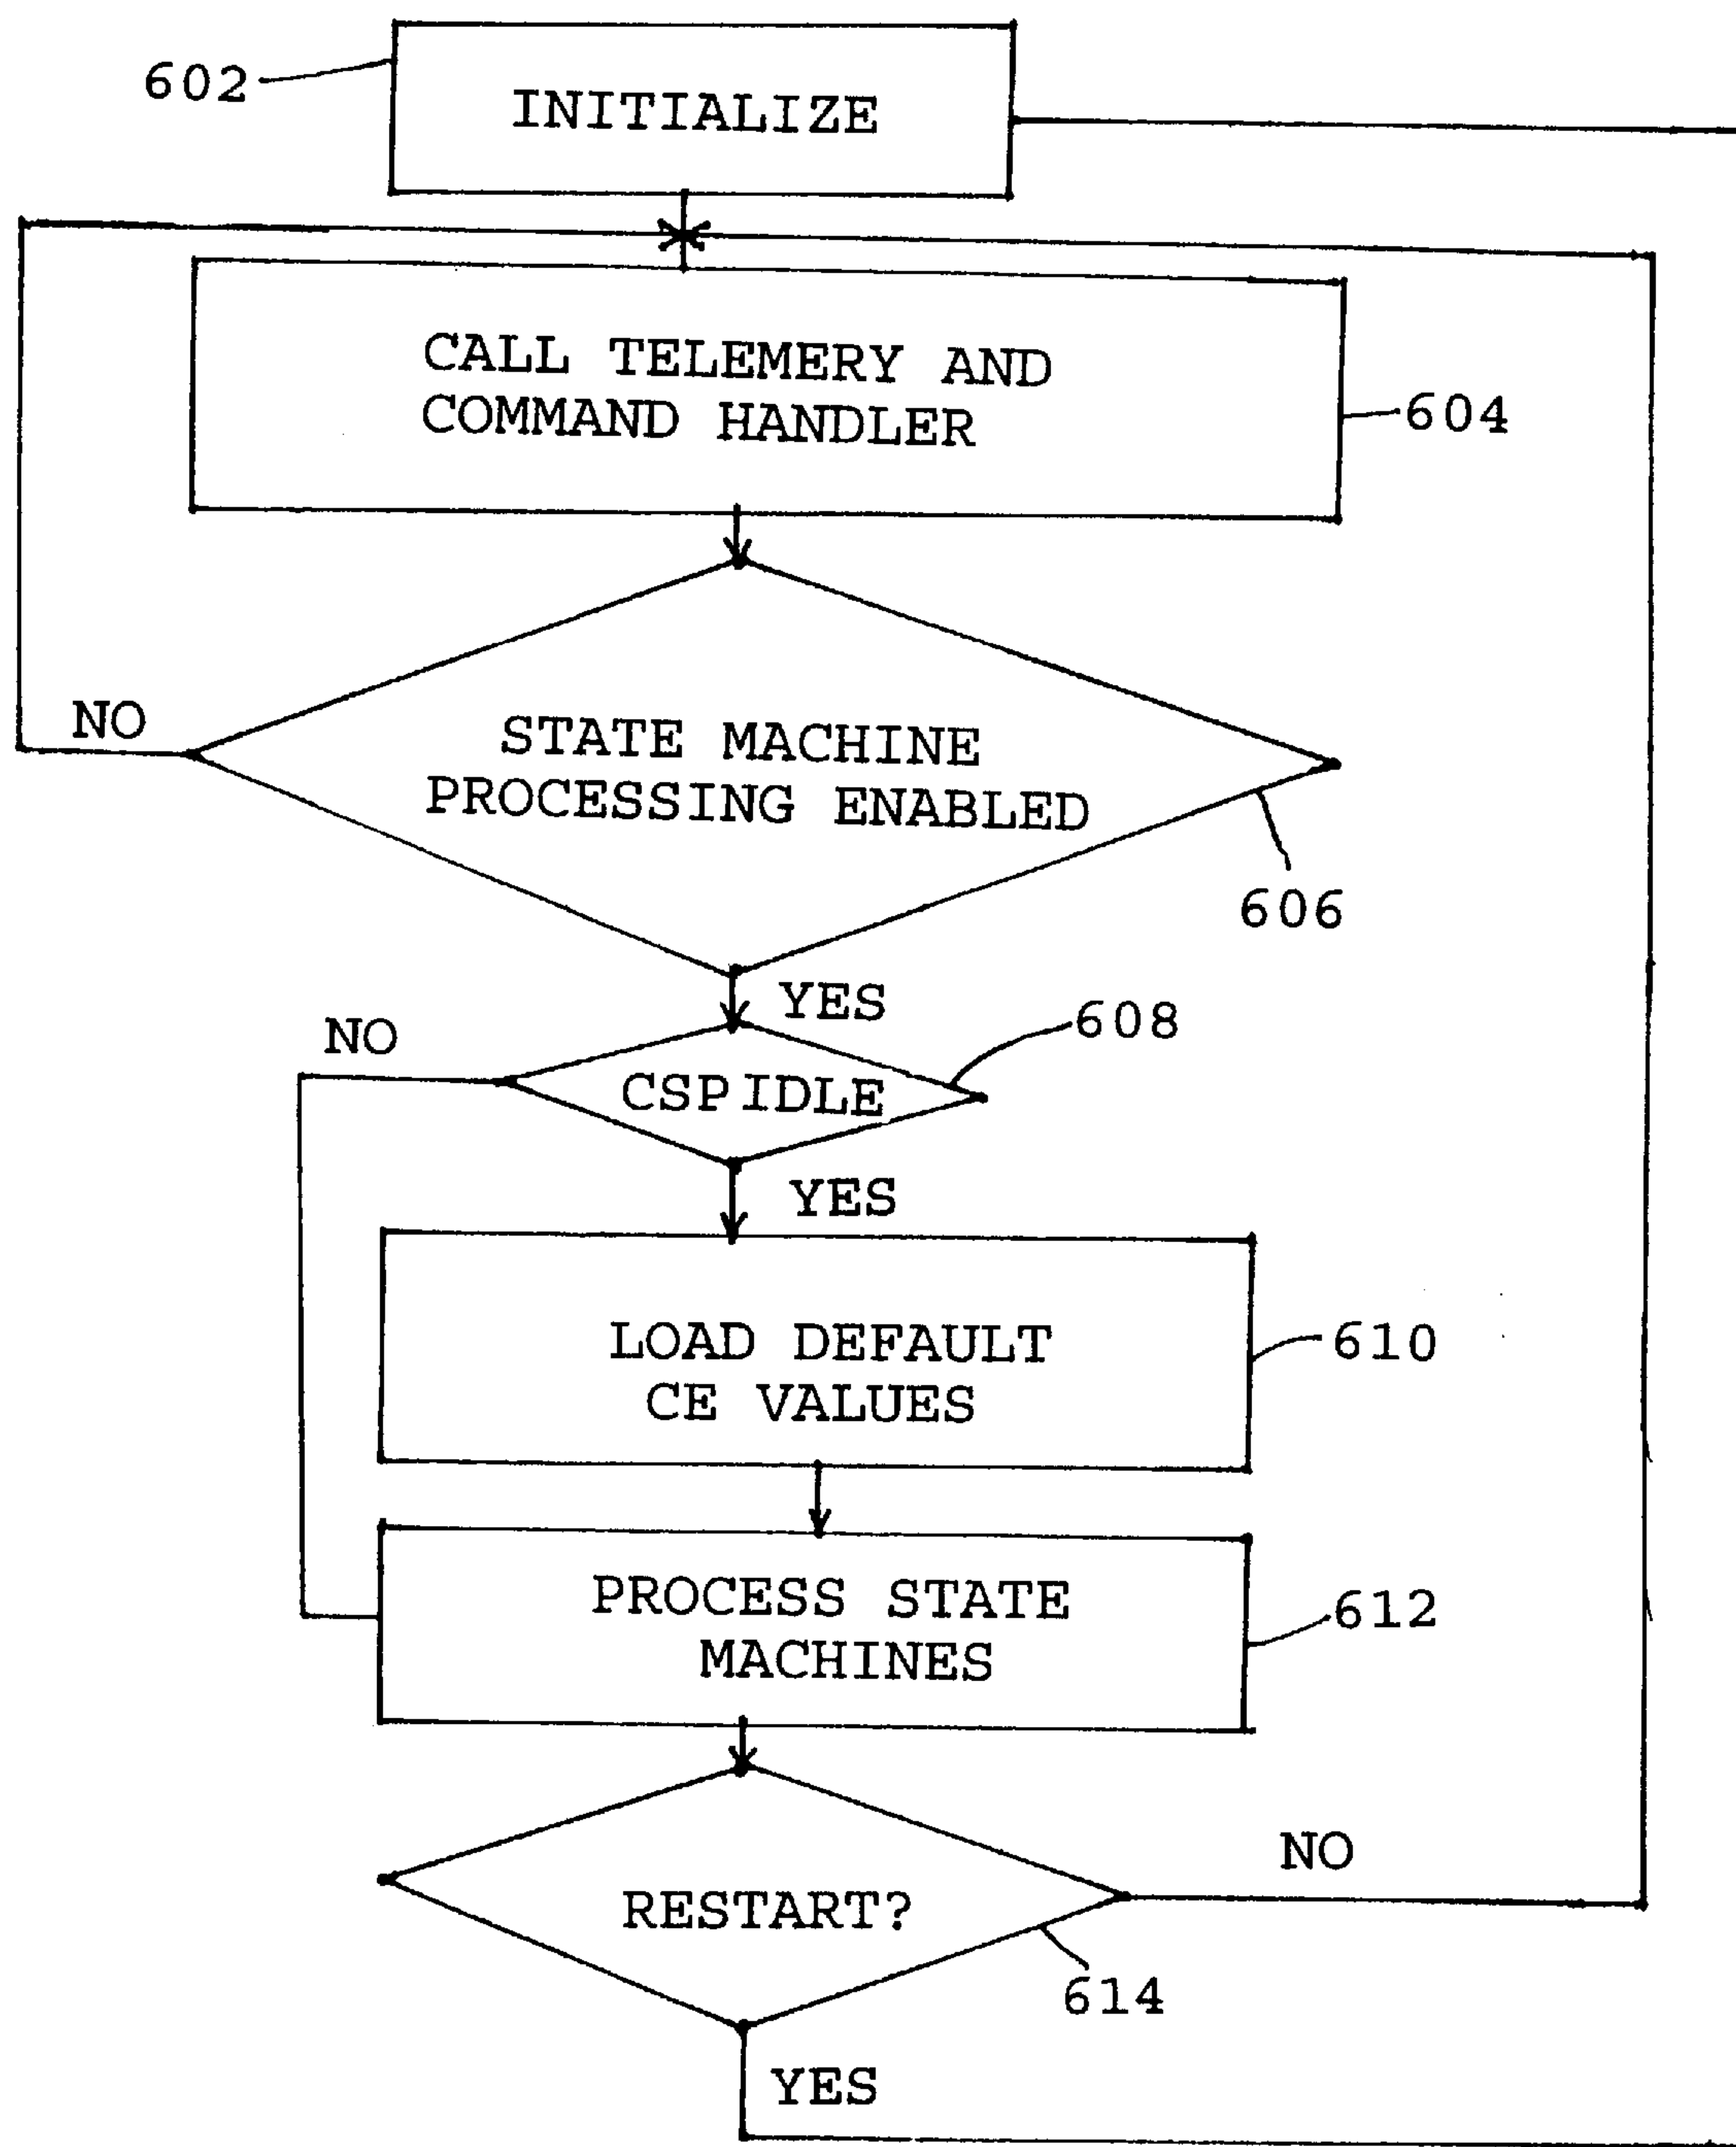 602
INITIALIZE
CALL TELEMERY AND
COMMAND HANDLER
604
NO
STATE MACHINE
PROCESSING ENABLED
606
YES
NO
608
CSP IDLE
YES
LOAD DEFAULT
CE VALUES
610
PROCESS STATE
MACHINES
612
NO
RESTART?
614
YES